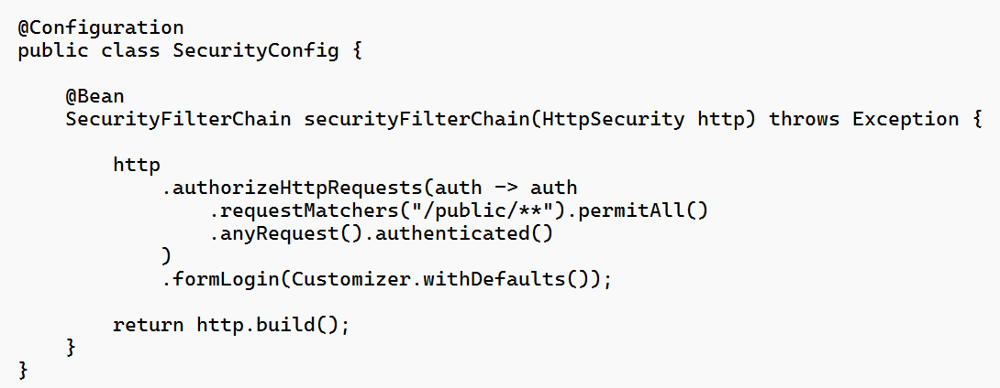 @Configuration
public class SecurityConfig {
@Bean
SecurityFilterChain securityFilterChain(HttpSecurity http) throws Exception {
http
.authorizeHttpRequests(auth -> auth
.requestMatchers("/public/**").permitAll()
.anyRequest().authenticated()
)
.formLogin(Customizer.withDefaults());
return http.build();
}
}